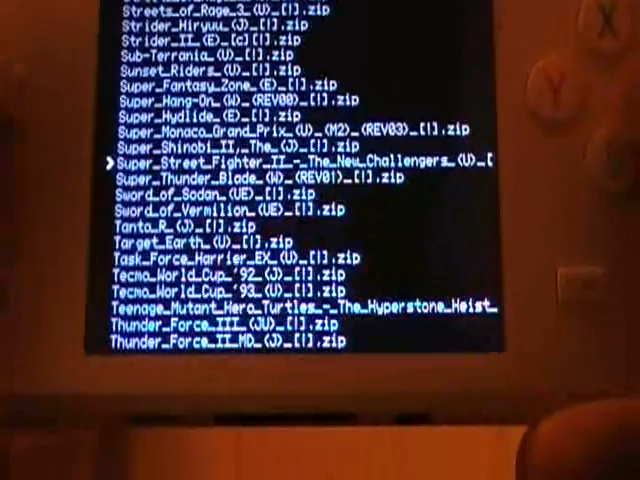 Streets_of_Rage_3_(U)_[!].zip
Strider_Hiryuu_(J)_[!].zip
Strider_II_(E)_[c][!].zip
Sub-Terrania_(U)_[!].zip
Sunset_Riders_(U)_[!].zip
Super_Fantasy_Zone_(E)_[!].zip
Super_Hang-On_(W)_(REV00)_[!].zip
Super_Hydlide_(E)_[!].zip
Super_Monaco_Grand_Prix_(U)_(M2)_(REV03)_[!].zip
Super_Shinobi_II,_The_(J)_[!].zip
Super_Street_Fighter_II_-_The_New_Challengers_(U)_[
Super_Thunder_Blade_(W)_(REV01)_[!].zip
Sword_of_Sodan_(UE)_[!].zip
Sword_of_Vermilion_(UE)_[!].zip
Tanto_R_(J)_[!].zip
Target_Earth_(U)_[!].zip
Task_Force_Harrier_EX_(U)_[!].zip
Tecmo_World_Cup_'92_(J)_[!].zip
Tecmo_World_Cup_'93_(U)_[!].zip
Teenage_Mutant_Hero_Turtles_-_The_Hyperstone_Heist_
Thunder_Force_III_(JU)_[!].zip
Thunder_Force_II_MD_(J)_[!].zip
X
Y